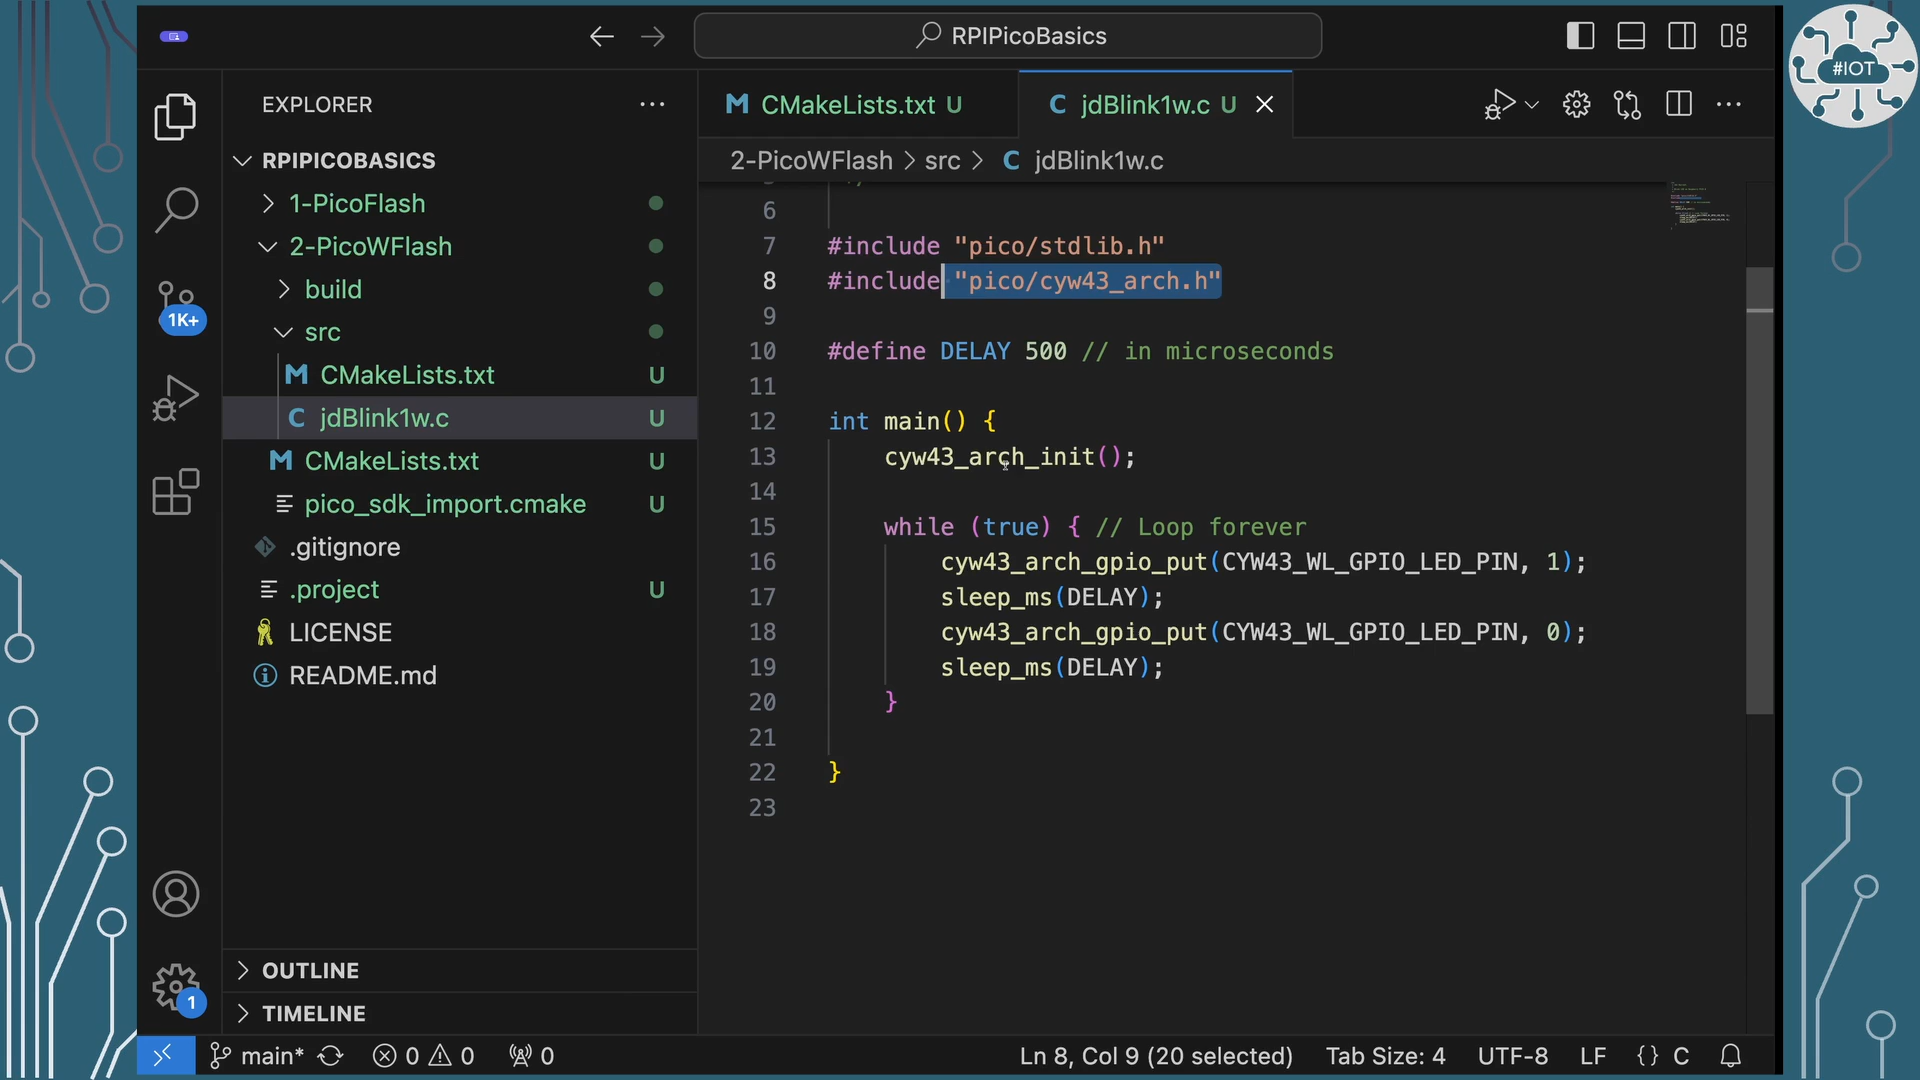 RPIPicoBasics
#IOT
EXPLORER
RPIPICOBASICS
1-PicoFlash
2-PicoWFlash
build
src
M CMakeLists.txt U
C jdBlink1w.c U
M CMakeLists.txt U
pico_sdk_import.cmake U
.gitignore
.project U
LICENSE
README.md
OUTLINE
TIMELINE
1K+
1
M CMakeLists.txt U
C jdBlink1w.c U
2-PicoWFlash > src > C jdBlink1w.c
6
7 #include "pico/stdlib.h"
8 #include "pico/cyw43_arch.h"
9
10 #define DELAY 500 // in microseconds
11
12 int main() {
13 cyw43_arch_init();
14
15 while (true) { // Loop forever
16 cyw43_arch_gpio_put(CYW43_WL_GPIO_LED_PIN, 1);
17 sleep_ms(DELAY);
18 cyw43_arch_gpio_put(CYW43_WL_GPIO_LED_PIN, 0);
19 sleep_ms(DELAY);
20 }
21
22 }
23
main* 0 0 0 Ln 8, Col 9 (20 selected) Tab Size: 4 UTF-8 LF {} C